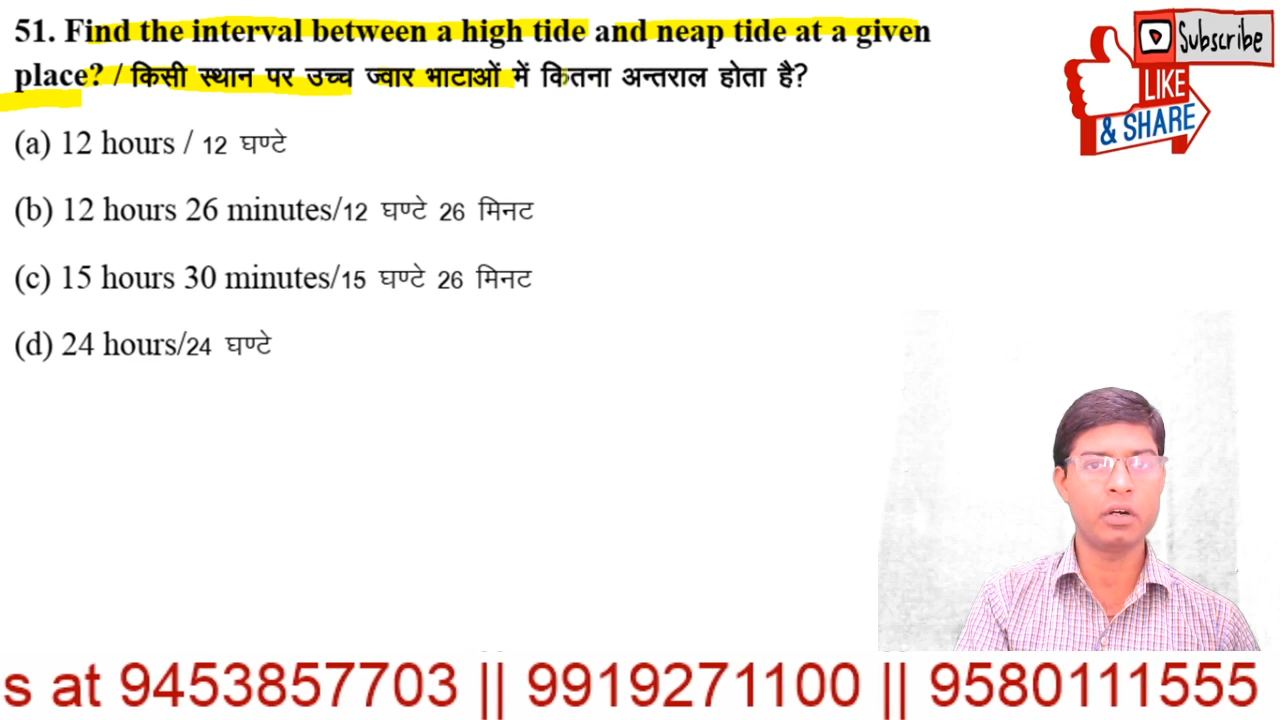 51. Find the interval between a high tide and neap tide at a given
place? / किसी स्थान पर उच्च ज्वार भाटाओं में कितना अन्तराल होता है?
(a) 12 hours / 12 घण्टे
(b) 12 hours 26 minutes/12 घण्टे 26 मिनट
(c) 15 hours 30 minutes/15 घण्टे 26 मिनट
(d) 24 hours/24 घण्टे
Subscribe
LIKE
& SHARE
s at 9453857703 || 9919271100 || 9580111555